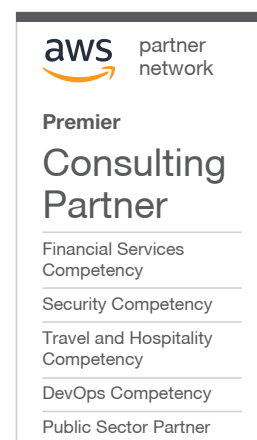 aws
partner
network
Premier
Consulting
Partner
Financial Services
Competency
Security Competency
Travel and Hospitality
Competency
DevOps Competency
Public Sector Partner